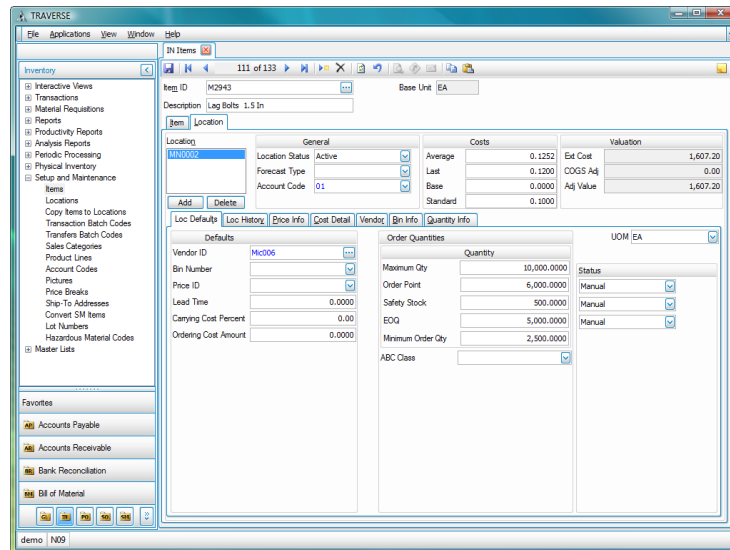 TRAVERSE
File Applications View Window Help
IN Items
Inventory
111 of 133
Item ID M2943 Base Unit EA
Description Lag Bolts 1.5 In
Item Location
Interactive Views
Transactions
Material Requisitions
Reports
Productivity Reports
Analysis Reports
Periodic Processing
Physical Inventory
Setup and Maintenance
Items
Locations
Copy Items to Locations
Transaction Batch Codes
Transfers Batch Codes
Sales Categories
Product Lines
Account Codes
Pictures
Price Breaks
Ship-To Addresses
Convert SM Items
Lot Numbers
Hazardous Material Codes
Master Lists
Location General Costs Valuation
MN0002 Location Status Active Average 0.1252 Ext Cost 1,607.20
Forecast Type Last 0.1200 COGS Adj 0.00
Account Code 01 Base 0.0000 Adj Value 1,607.20
Add Delete Standard 0.1000
Loc Defaults Loc History Price Info Cost Detail Vendor Bin Info Quantity Info
Defaults Order Quantities UOM EA
Vendor ID Mic006 Quantity
Bin Number Maximum Qty 10,000.0000 Status
Price ID Order Point 6,000.0000 Manual
Lead Time 0.0000 Safety Stock 500.0000 Manual
Carrying Cost Percent 0.00 EOQ 5,000.0000 Manual
Ordering Cost Amount 0.0000 Minimum Order Qty 2,500.0000
ABC Class
Favorites
AP Accounts Payable
AR Accounts Receivable
BR Bank Reconciliation
BM Bill of Material
GL IN PO SO SM
demo N09